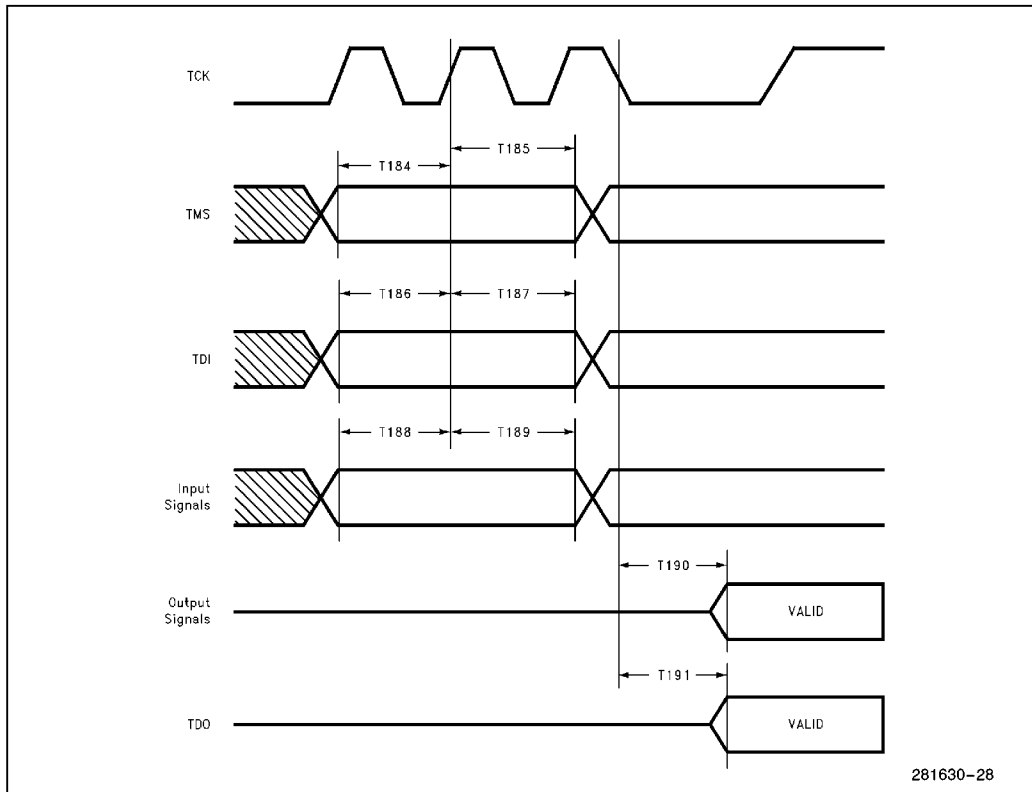 TCK
T184
T185
TMS
T186
T187
TDI
T188
T189
Input
Signals
T190
Output
Signals
VALID
T191
TDO
VALID
281630-28